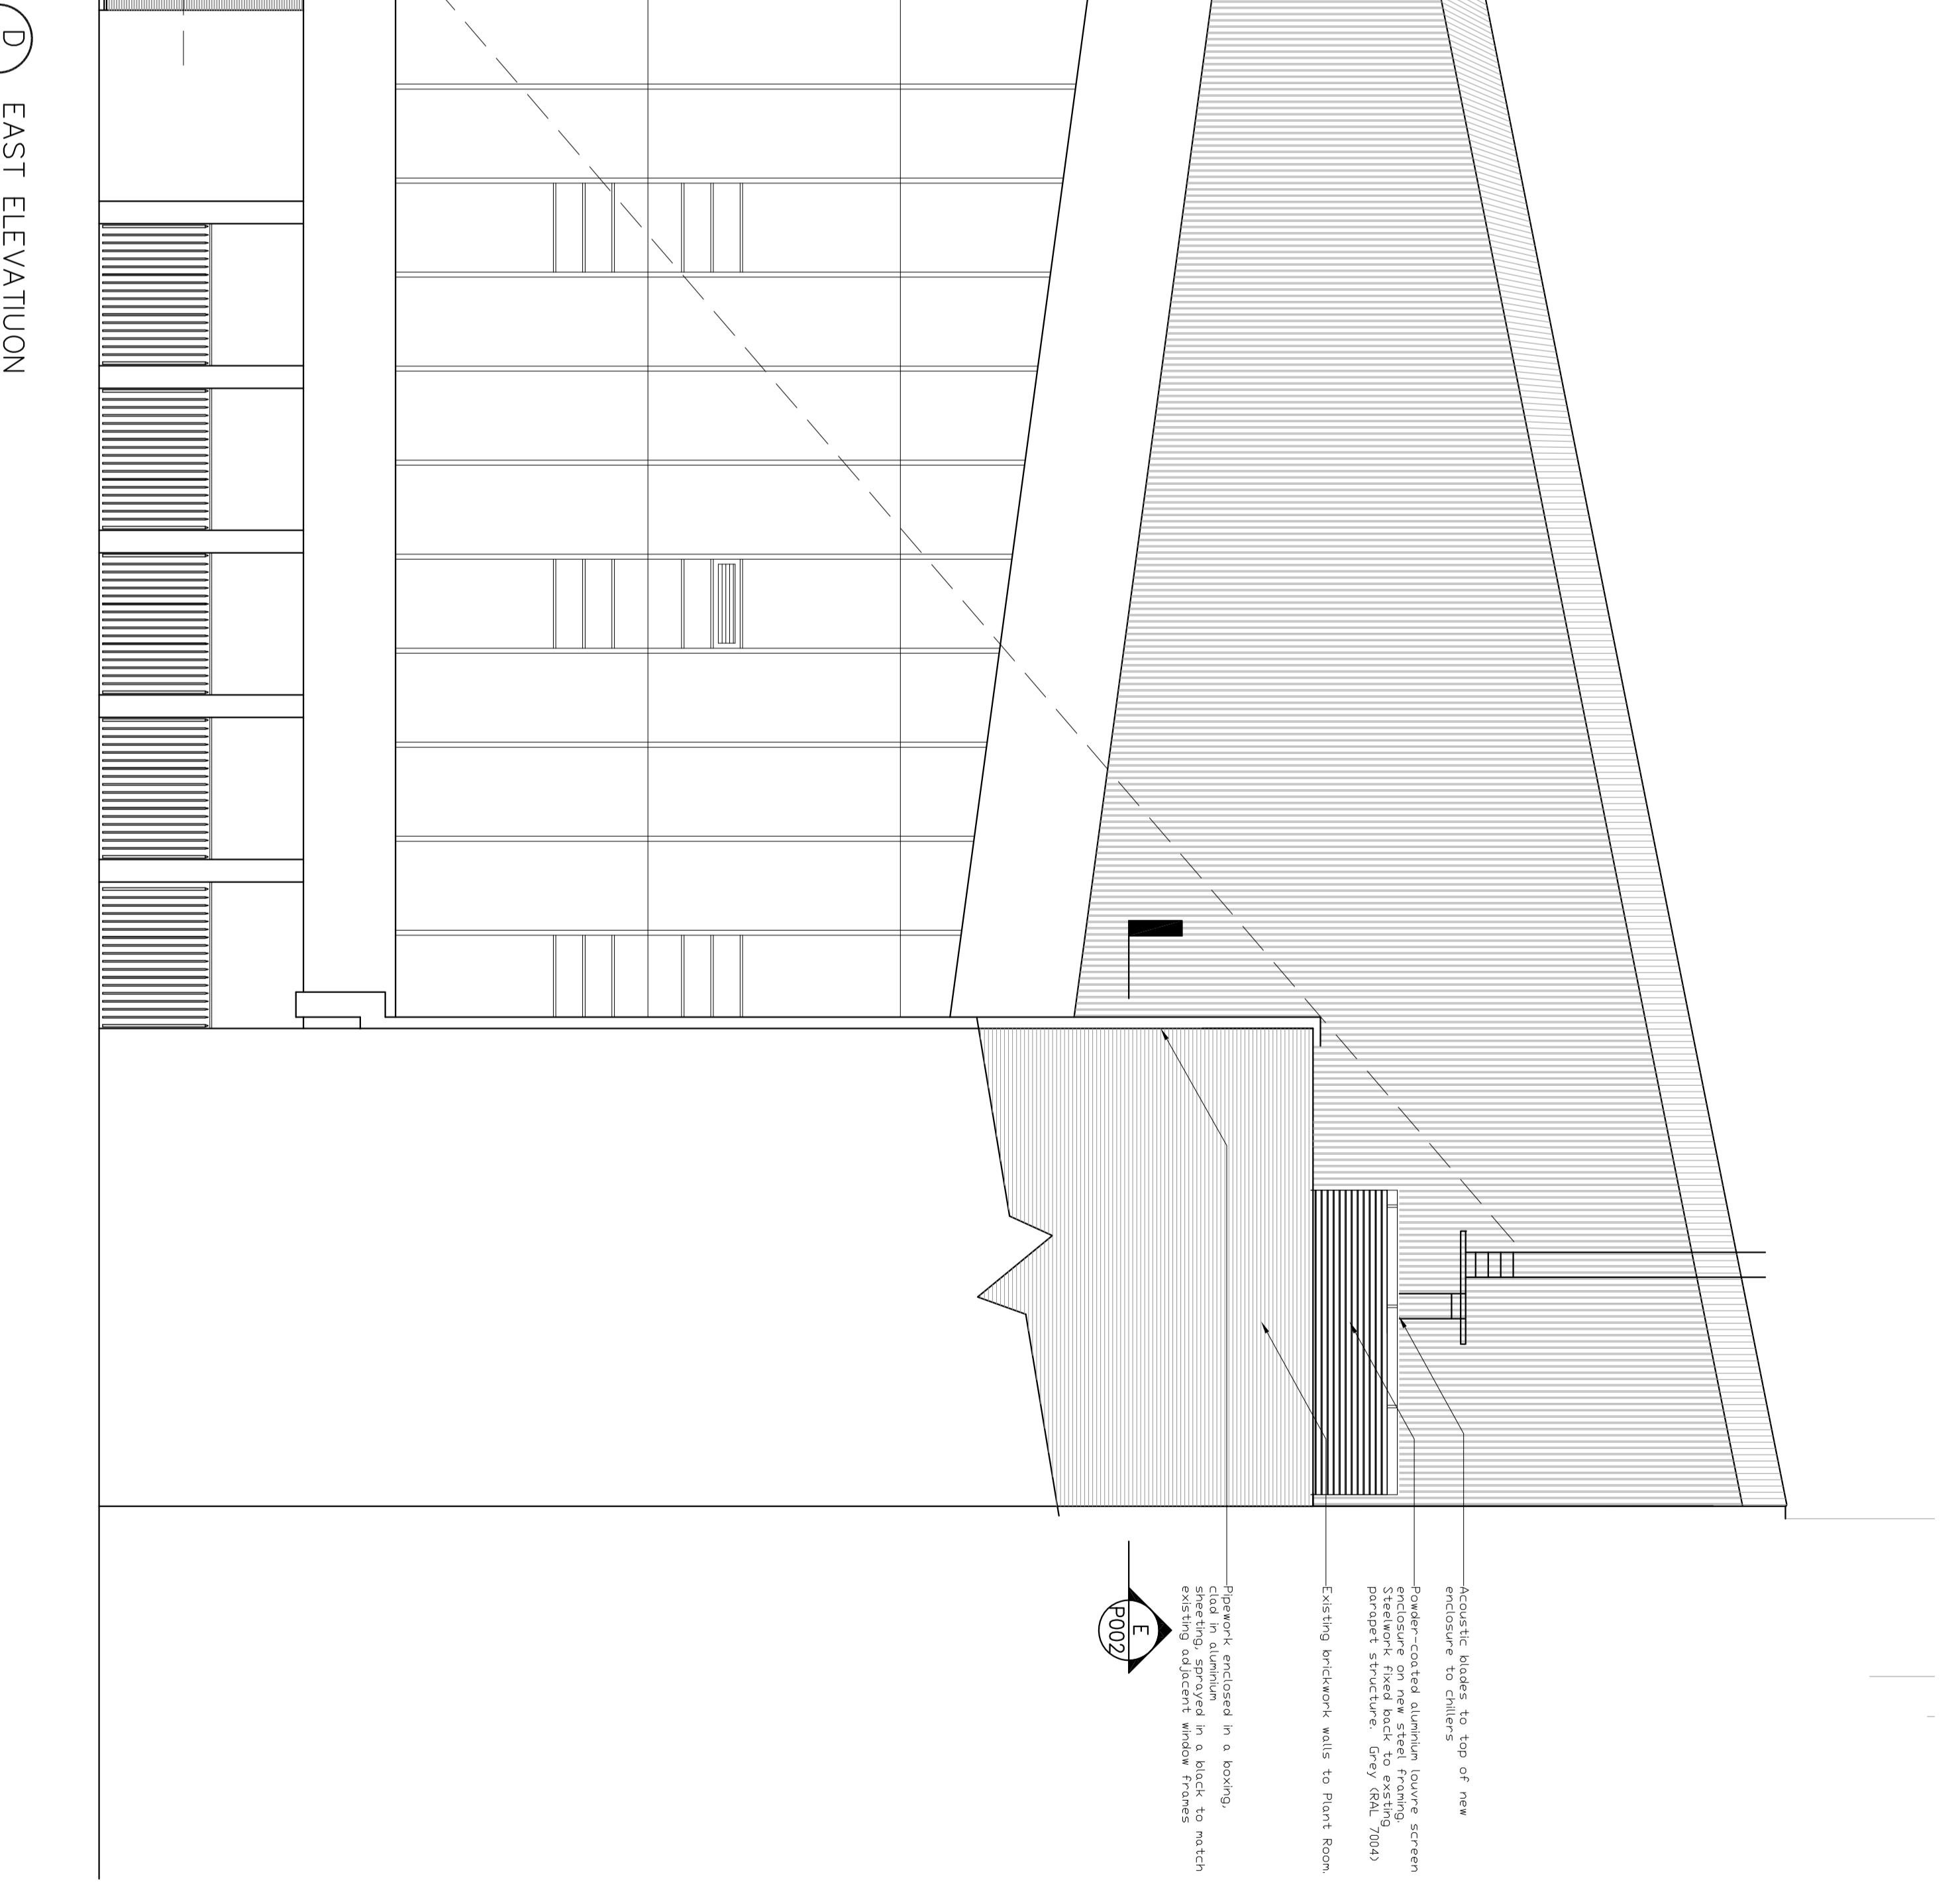 Acoustic blades to top of new
enclosure to chillers
Powder-coated aluminium louvre screen
enclosure on new steel framing.
Steelwork fixed back to existing
parapet structure. Grey (RAL 7004)
Existing brickwork walls to Plant Room.
Pipework enclosed in a boxing,
clad in aluminium
sheeting, sprayed in a black to match
existing adjacent window frames
E
P002
D EAST ELEVATIUON